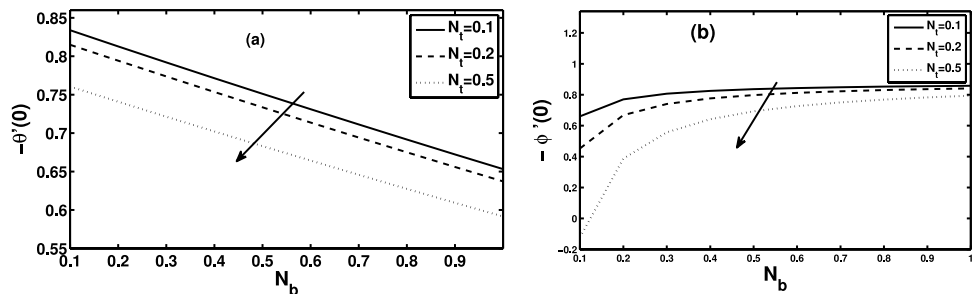 (a)
N_t=0.1
N_t=0.2
N_t=0.5
0.85
0.8
0.75
0.7
0.65
0.6
0.55
-θ'(0)
0.1 0.2 0.3 0.4 0.5 0.6 0.7 0.8 0.9
N_b
(b)
N_t=0.1
N_t=0.2
N_t=0.5
1.2
1
0.8
0.6
0.4
0.2
0
-0.2
- ϕ '(0)
0.1 0.2 0.3 0.4 0.5 0.6 0.7 0.8 0.9 1
N_b